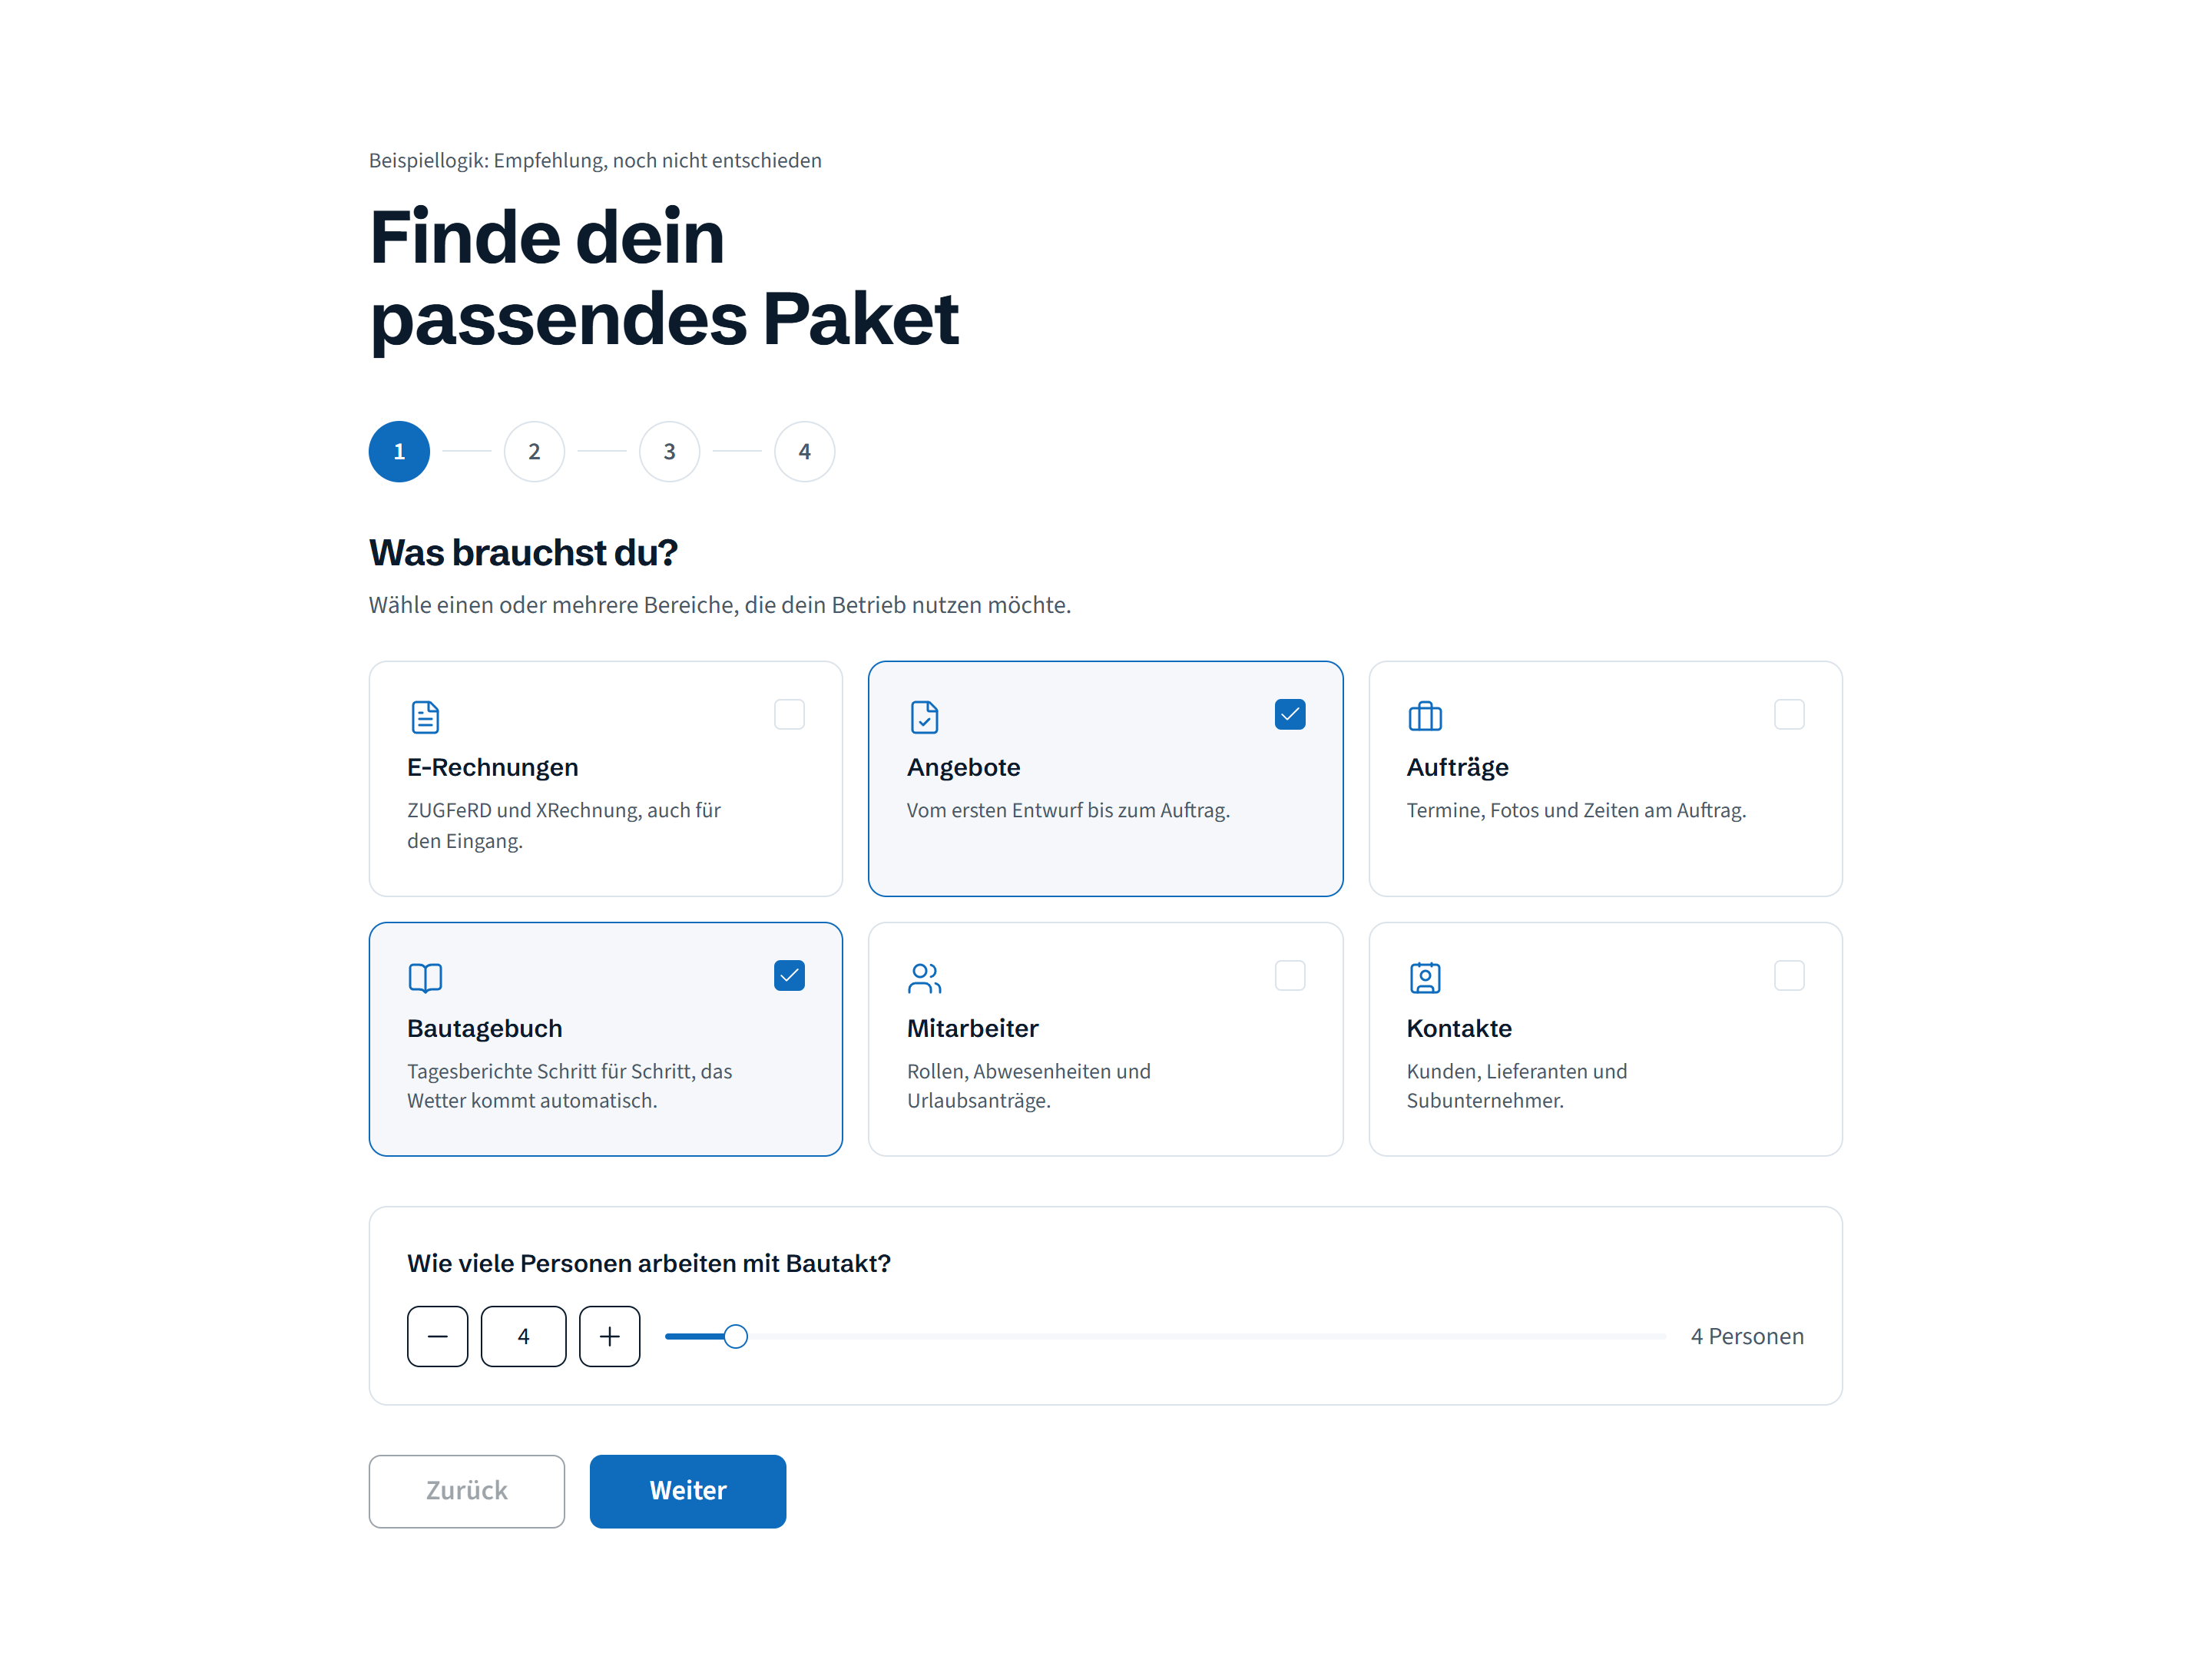 Beispiellogik: Empfehlung, noch nicht entschieden
Finde dein
passendes Paket
1
2
3
4
Was brauchst du?
Wähle einen oder mehrere Bereiche, die dein Betrieb nutzen möchte.
E-Rechnungen
ZUGFeRD und XRechnung, auch für
den Eingang.
Angebote
Vom ersten Entwurf bis zum Auftrag.
Aufträge
Termine, Fotos und Zeiten am Auftrag.
Bautagebuch
Tagesberichte Schritt für Schritt, das
Wetter kommt automatisch.
Mitarbeiter
Rollen, Abwesenheiten und
Urlaubsanträge.
Kontakte
Kunden, Lieferanten und
Subunternehmer.
Wie viele Personen arbeiten mit Bautakt?
4
4 Personen
Zurück
Weiter